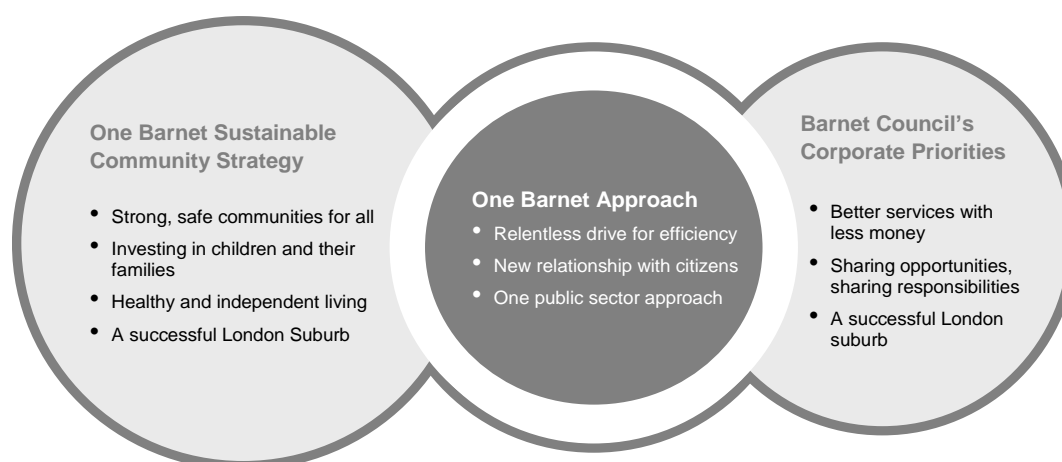 One Barnet Sustainable
Community Strategy
• Strong, safe communities for all
• Investing in children and their
families
• Healthy and independent living
• A successful London Suburb
One Barnet Approach
• Relentless drive for efficiency
• New relationship with citizens
• One public sector approach
Barnet Council's
Corporate Priorities
• Better services with
less money
• Sharing opportunities,
sharing responsibilities
• A successful London
suburb